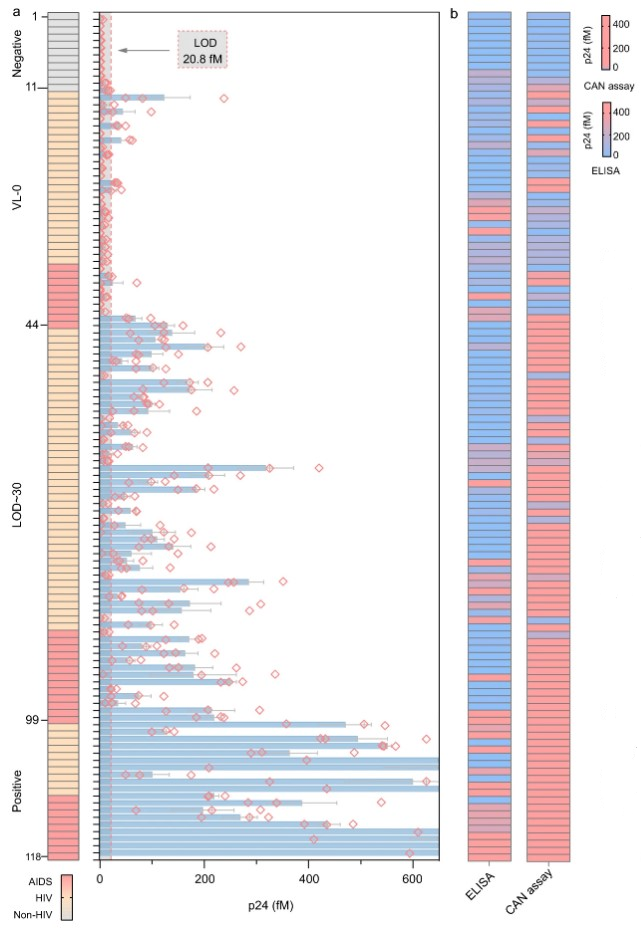 a
1
Negative
11
VL-0
44
LOD~30
99
Positive
118
AIDS
HIV
Non-HIV
LOD
20.8 fM
0
200
400
600
p24 (fM)
b
p24 (fM)
400
200
0
CAN assay
p24 (fM)
400
200
0
ELISA
ELISA
CAN assay